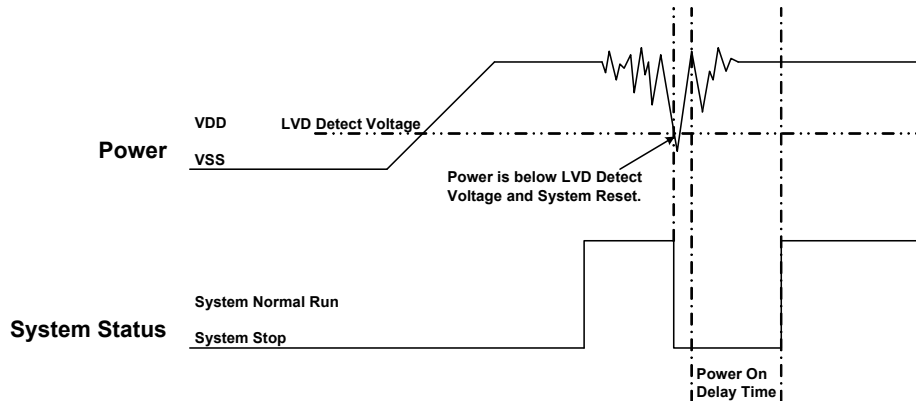 VDD
LVD Detect Voltage
Power
VSS
Power is below LVD Detect
Voltage and System Reset.
System Normal Run
System Status
System Stop
Power On
Delay Time